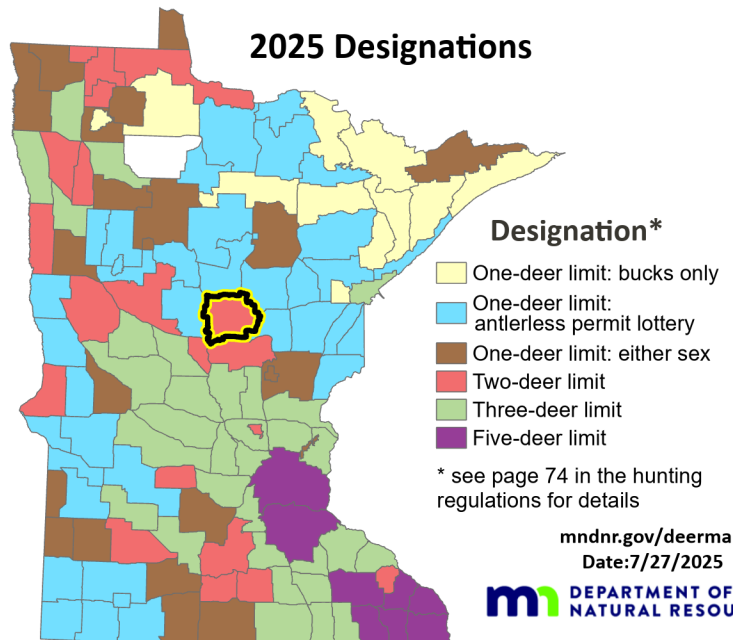 2025 Designations
Designation*
One-deer limit: bucks only
One-deer limit:
antlerless permit lottery
One-deer limit: either sex
Two-deer limit
Three-deer limit
Five-deer limit
* see page 74 in the hunting
regulations for details
mndnr.gov/deerma
Date:7/27/2025
mn DEPARTMENT OF
NATURAL RESOU